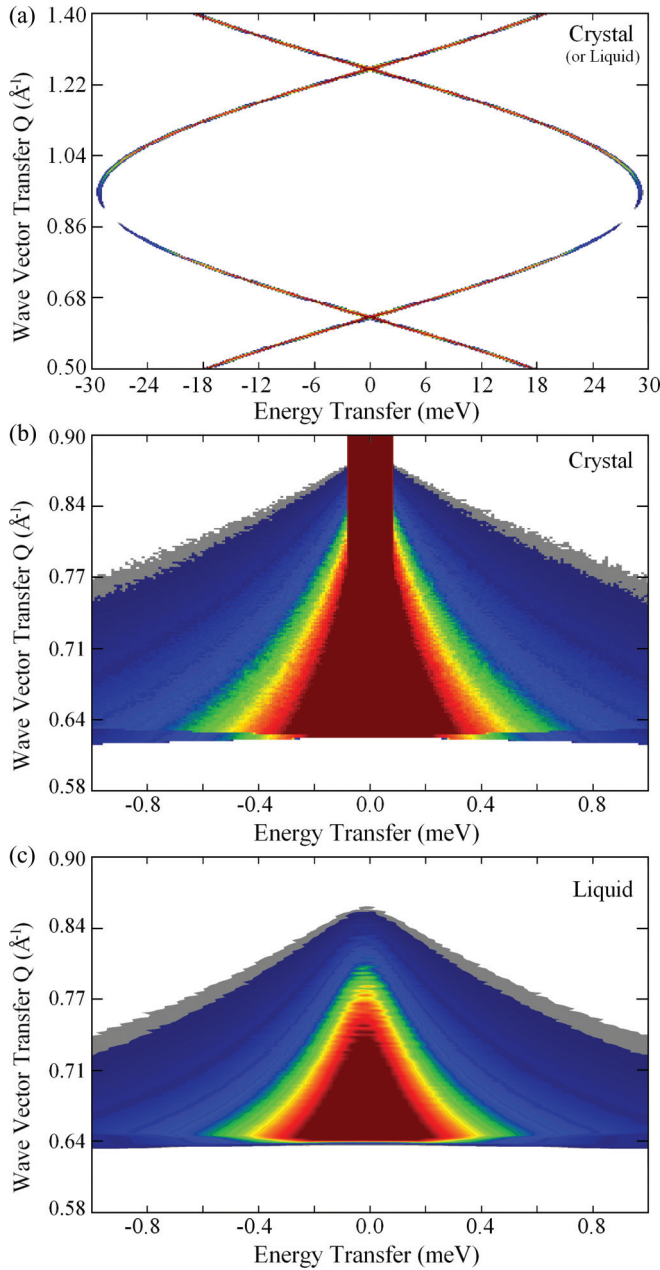 (a)
Crystal
(or Liquid)
Wave Vector Transfer Q (Å⁻¹)
1.40
1.22
1.04
0.86
0.68
0.50
-30 -24 -18 -12 -6 0 6 12 18 24 30
Energy Transfer (meV)
(b)
Crystal
Wave Vector Transfer Q (Å⁻¹)
0.90
0.84
0.77
0.71
0.64
0.58
-0.8 -0.4 0.0 0.4 0.8
Energy Transfer (meV)
(c)
Liquid
Wave Vector Transfer Q (Å⁻¹)
0.90
0.84
0.77
0.71
0.64
0.58
-0.8 -0.4 0.0 0.4 0.8
Energy Transfer (meV)